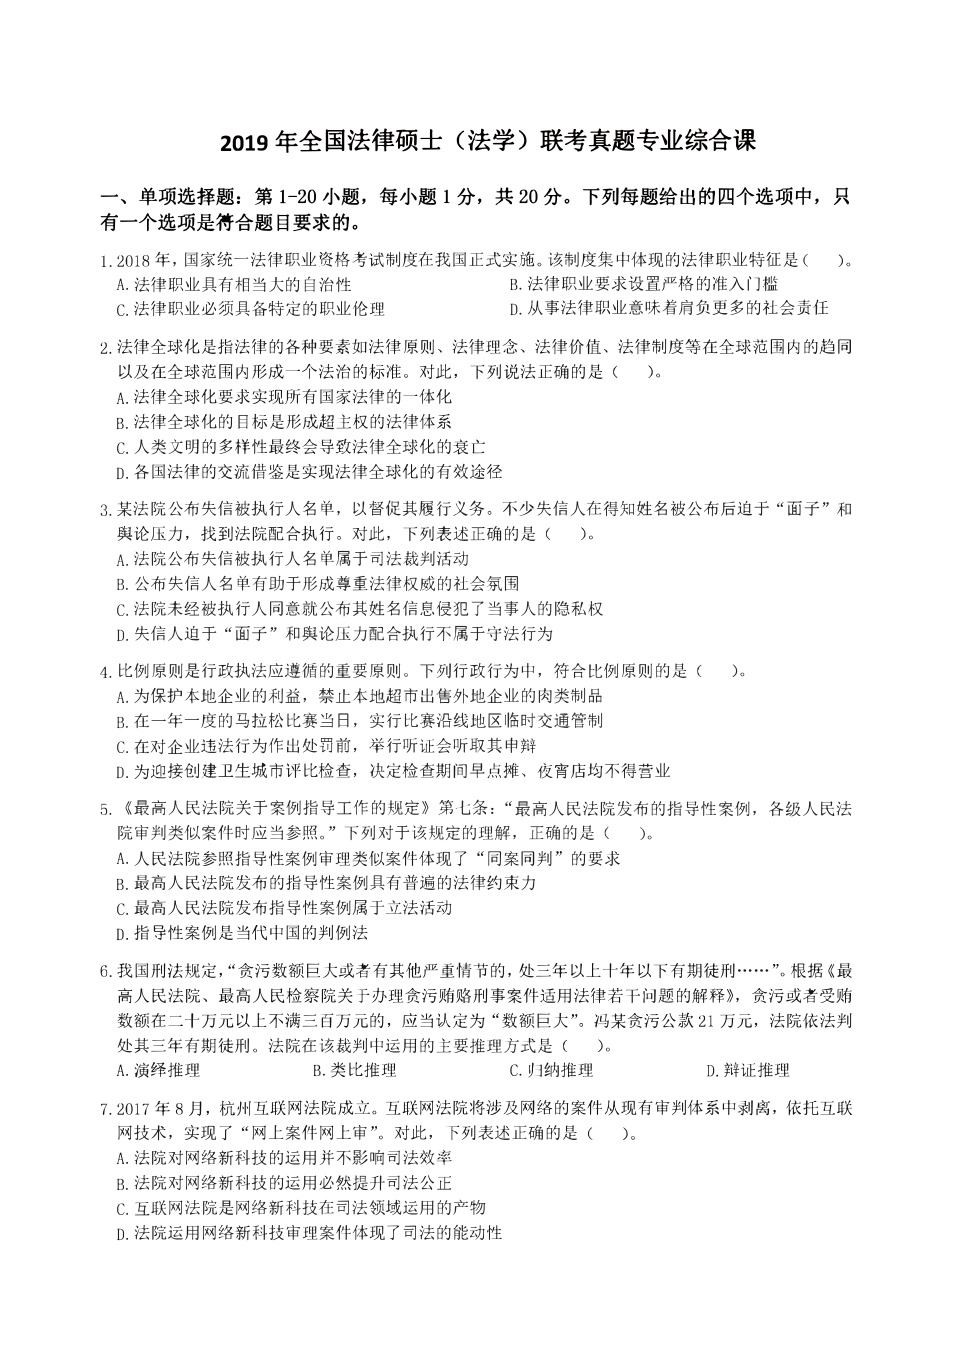 2019 年全国法律硕士（法学）联考真题专业综合课
一、单项选择题：第 1-20 小题，每小题 1 分，共 20 分。下列每题给出的四个选项中，只
有一个选项是符合题目要求的。
1.2018 年，国家统一法律职业资格考试制度在我国正式实施。该制度集中体现的法律职业特征是（　　）。
A.法律职业具有相当大的自治性　　B.法律职业要求设置严格的准入门槛
C.法律职业必须具备特定的职业伦理　　D.从事法律职业意味着肩负更多的社会责任
2.法律全球化是指法律的各种要素如法律原则、法律理念、法律价值、法律制度等在全球范围内的趋同
以及在全球范围内形成一个法治的标准。对此，下列说法正确的是（　　）。
A.法律全球化要求实现所有国家法律的一体化
B.法律全球化的目标是形成超主权的法律体系
C.人类文明的多样性最终会导致法律全球化的衰亡
D.各国法律的交流借鉴是实现法律全球化的有效途径
3.某法院公布失信被执行人名单，以督促其履行义务。不少失信人在得知姓名被公布后迫于“面子”和
舆论压力，找到法院配合执行。对此，下列表述正确的是（　　）。
A.法院公布失信被执行人名单属于司法裁判活动
B.公布失信人名单有助于形成尊重法律权威的社会氛围
C.法院未经被执行人同意就公布其姓名信息侵犯了当事人的隐私权
D.失信人迫于“面子”和舆论压力配合执行不属于守法行为
4.比例原则是行政执法应遵循的重要原则。下列行政行为中，符合比例原则的是（　　）。
A.为保护本地企业的利益，禁止本地超市出售外地企业的肉类制品
B.在一年一度的马拉松比赛当日，实行比赛沿线地区临时交通管制
C.在对企业违法行为作出处罚前，举行听证会听取其申辩
D.为迎接创建卫生城市评比检查，决定检查期间早点摊、夜宵店均不得营业
5.《最高人民法院关于案例指导工作的规定》第七条：“最高人民法院发布的指导性案例，各级人民法
院审判类似案件时应当参照。”下列对于该规定的理解，正确的是（　　）。
A.人民法院参照指导性案例审理类似案件体现了“同案同判”的要求
B.最高人民法院发布的指导性案例具有普遍的法律约束力
C.最高人民法院发布指导性案例属于立法活动
D.指导性案例是当代中国的判例法
6.我国刑法规定，“贪污数额巨大或者有其他严重情节的，处三年以上十年以下有期徒刑……”。根据《最
高人民法院、最高人民检察院关于办理贪污贿赂刑事案件适用法律若干问题的解释》，贪污或者受贿
数额在二十万元以上不满三百万元的，应当认定为“数额巨大”。冯某贪污公款 21 万元，法院依法判
处其三年有期徒刑。法院在该裁判中运用的主要推理方式是（　　）。
A.演绎推理　　B.类比推理　　C.归纳推理　　D.辩证推理
7.2017 年 8 月，杭州互联网法院成立。互联网法院将涉及网络的案件从现有审判体系中剥离，依托互联
网技术，实现了“网上案件网上审”。对此，下列表述正确的是（　　）。
A.法院对网络新科技的运用并不影响司法效率
B.法院对网络新科技的运用必然提升司法公正
C.互联网法院是网络新科技在司法领域运用的产物
D.法院运用网络新科技审理案件体现了司法的能动性